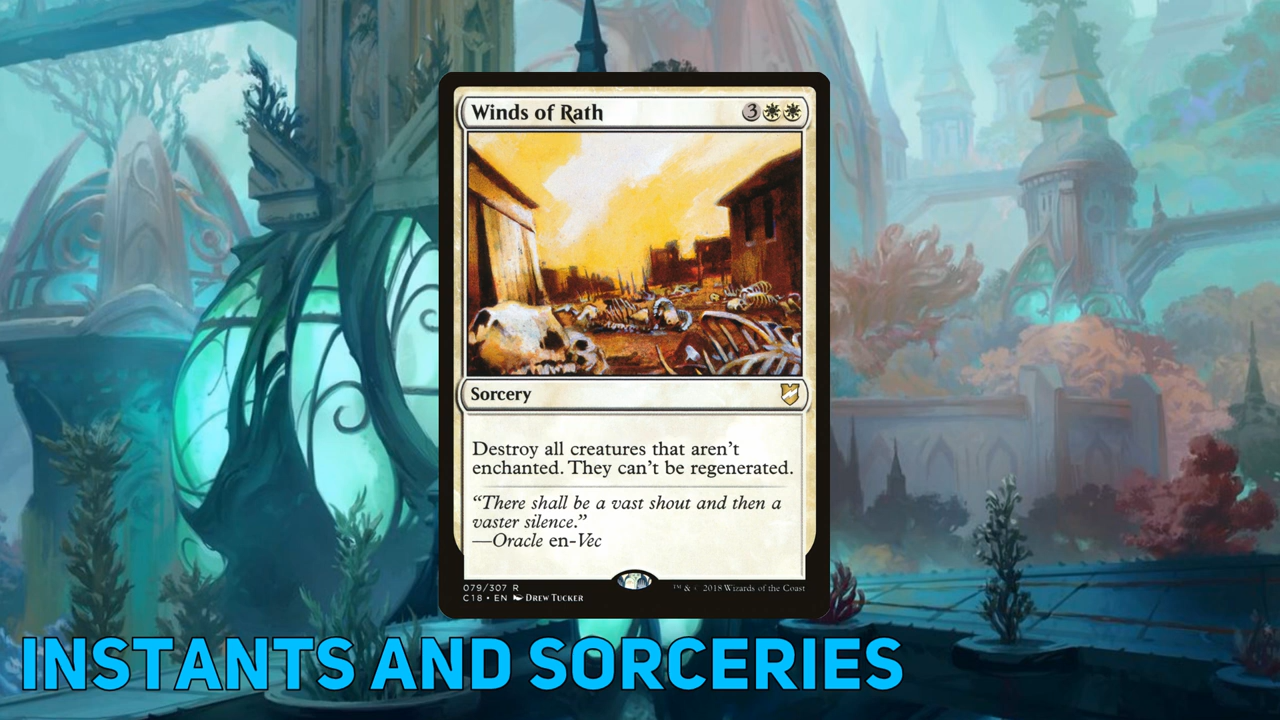 Winds of Rath 3
Sorcery
Destroy all creatures that aren't
enchanted. They can't be regenerated.
“There shall be a vast shout and then a
vaster silence.”
—Oracle en-Vec
079/307 R
C18 • EN DREW TUCKER
™ & © 2018 Wizards of the Coast
INSTANTS AND SORCERIES